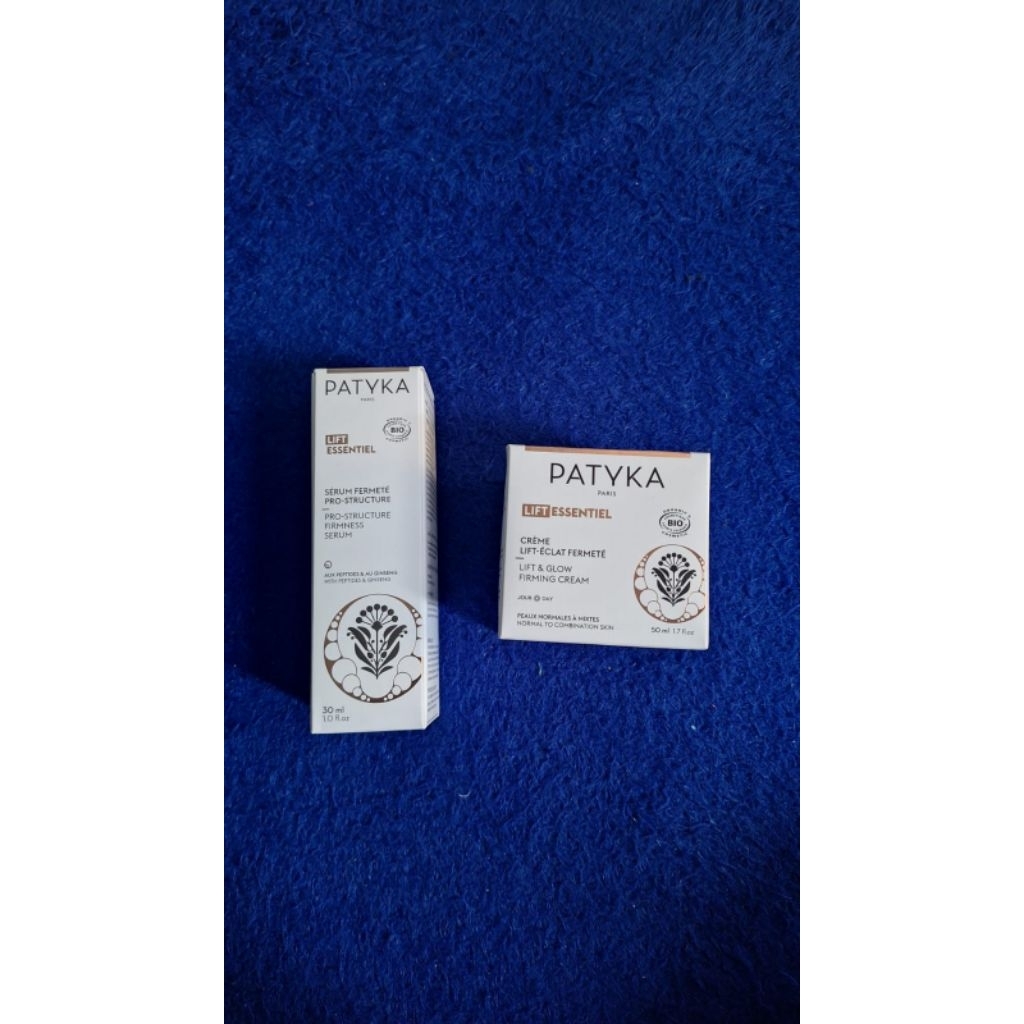 PATYKA
PARIS
LIFT
ESSENTIEL
BIO
SÉRUM FERMETÉ
PRO-STRUCTURE
PRO-STRUCTURE
FIRMNESS
SERUM
AUX PEPTIDES & AU GINSENG
WITH PEPTIDES & GINSENG
30 ml
1.0 fl.oz
PATYKA
PARIS
LIFT ESSENTIEL
BIO
CRÈME
LIFT-ÉCLAT FERMETÉ
LIFT & GLOW
FIRMING CREAM
JOUR DAY
PEAUX NORMALES À MIXTES
NORMAL TO COMBINATION SKIN
50 ml 1.7 fl.oz